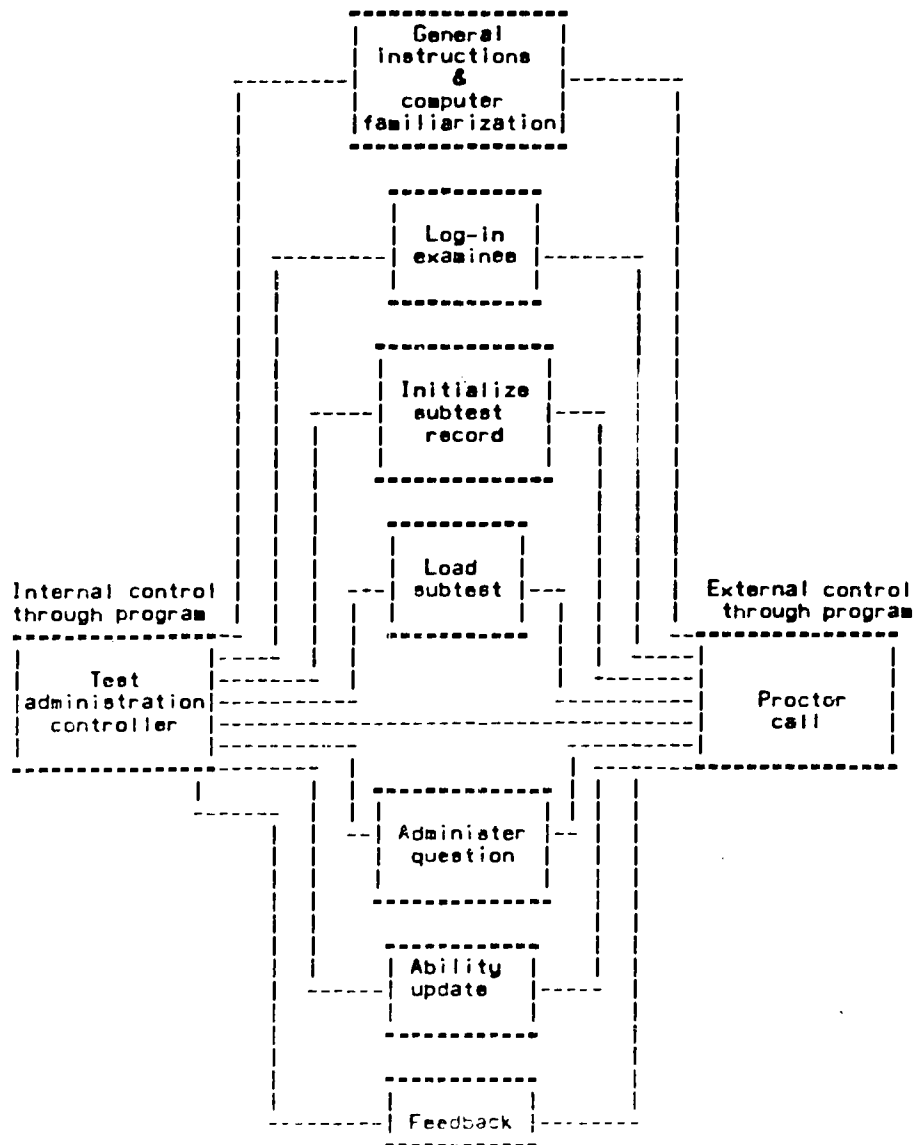 General
instructions
&
computer
familiarization
Log-in
examinee
Initialize
subtest
record
Load
subtest
Internal control
through program
External control
through program
Test
administration
controller
Proctor
call
Administer
question
Ability
update
Feedback